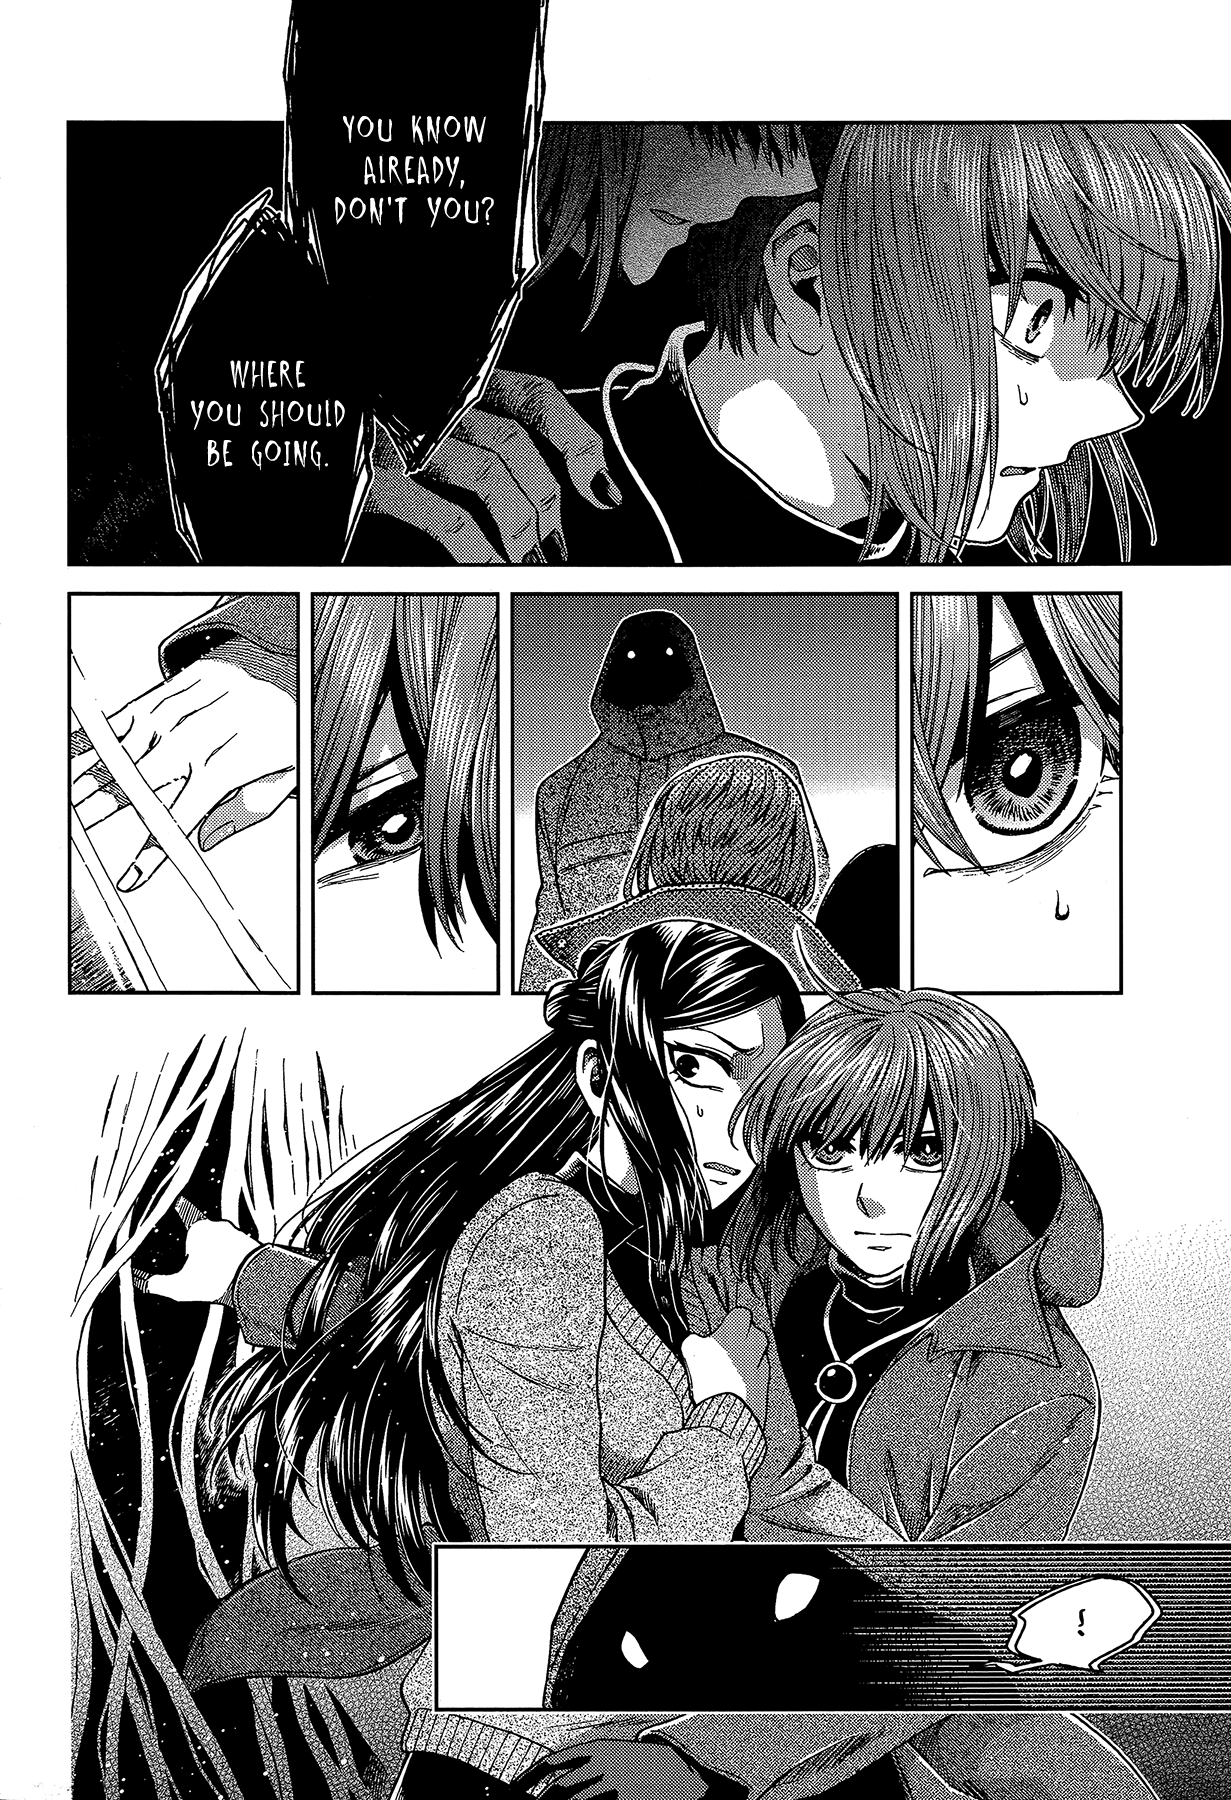 YOU KNOW
ALREADY,
DON'T YOU?
WHERE
YOU SHOULD
BE GOING.
~